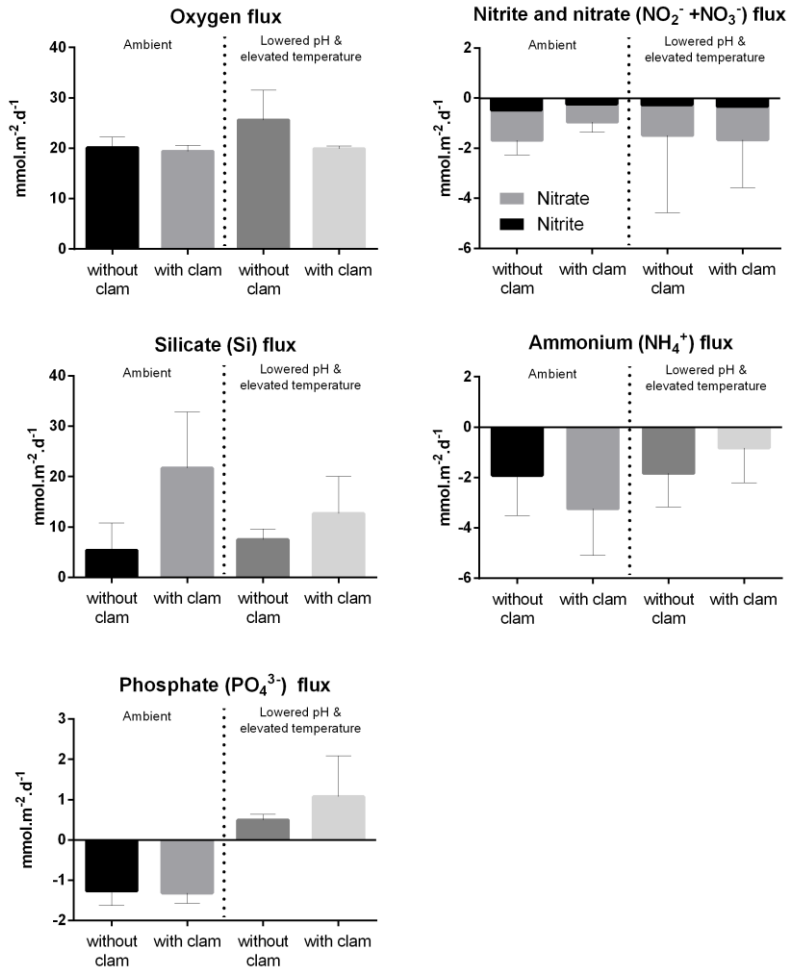 Oxygen flux
Ambient
Lowered pH &
elevated temperature
mmol.m-2.d-1
40
30
20
10
0
without
clam
with clam
without
clam
with clam
Nitrite and nitrate (NO2- +NO3-) flux
Ambient
Lowered pH &
elevated temperature
mmol.m-2.d-1
2
0
-2
-4
-6
Nitrate
Nitrite
without
clam
with clam
without
clam
with clam
Silicate (Si) flux
Ambient
Lowered pH &
elevated temperature
mmol.m-2.d-1
40
30
20
10
0
without
clam
with clam
without
clam
with clam
Ammonium (NH4+) flux
Ambient
Lowered pH &
elevated temperature
mmol.m-2.d-1
2
0
-2
-4
-6
without
clam
with clam
without
clam
with clam
Phosphate (PO43-) flux
Ambient
Lowered pH &
elevated temperature
mmol.m-2.d-1
3
2
1
0
-1
-2
without
clam
with clam
without
clam
with clam